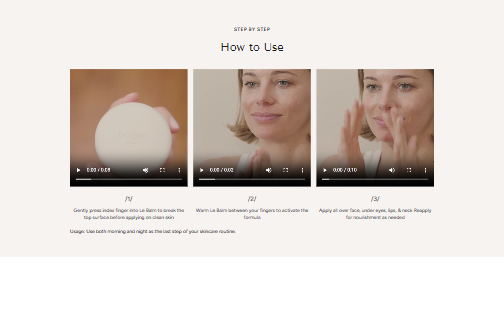 STEP BY STEP
How to Use
0:00 / 0:08
0:00 / 0:02
0:00 / 0:10
/1/
/2/
/3/
Gently press index finger into Le Balm to break the
top surface before applying on clean skin
Warm Le Balm between your fingers to activate the
formula
Apply all over face, under eyes, lips, & neck Reapply
for nourishment as needed
Usage: Use both morning and night as the last step of your skincare routine.